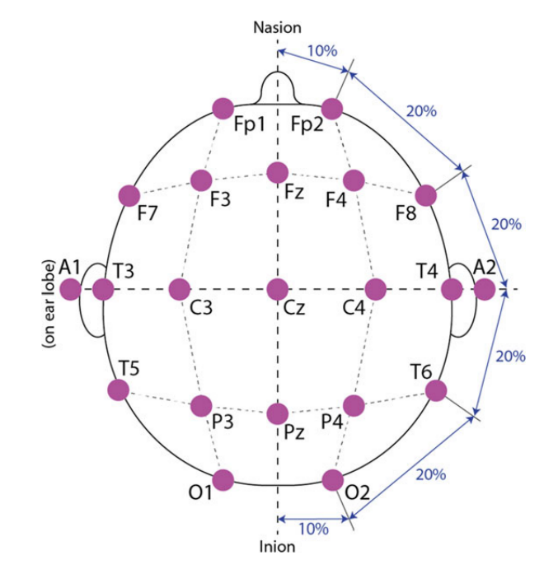 Nasion
10%
20%
Fp1 Fp2
F7 F3 Fz F4 F8
20%
A1 T3 T4 A2
(on ear lobe)
C3 Cz C4
20%
T5 T6
P3 Pz P4
20%
O1 O2
10%
Inion